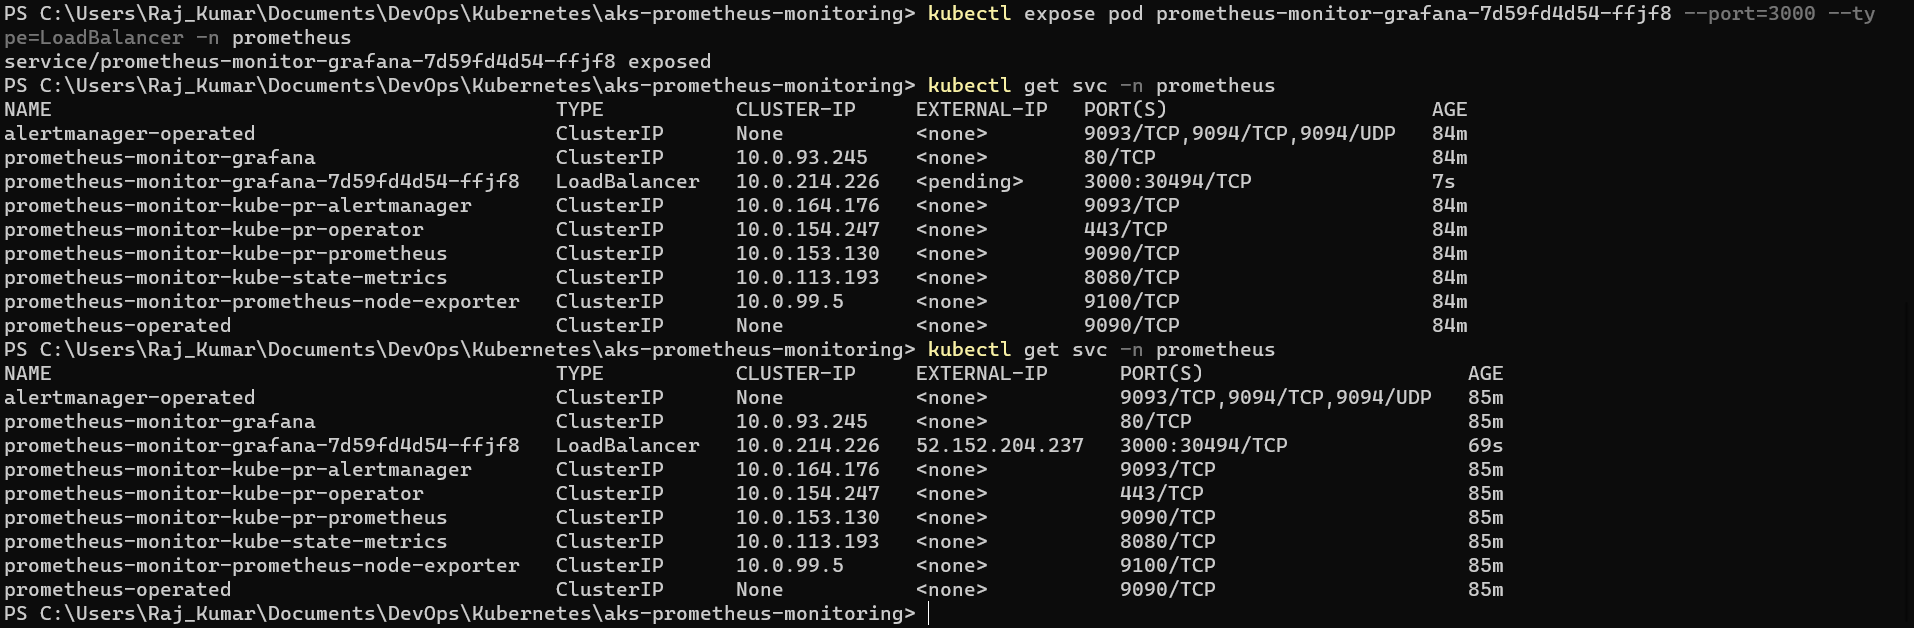 PS C:\Users\Raj_Kumar\Documents\DevOps\Kubernetes\aks-prometheus-monitoring> kubectl expose pod prometheus-monitor-grafana-7d59fd4d54-ffjf8 --port=3000 --ty
pe=LoadBalancer -n prometheus
service/prometheus-monitor-grafana-7d59fd4d54-ffjf8 exposed
PS C:\Users\Raj_Kumar\Documents\DevOps\Kubernetes\aks-prometheus-monitoring> kubectl get svc -n prometheus
NAME TYPE CLUSTER-IP EXTERNAL-IP PORT(S) AGE
alertmanager-operated ClusterIP None <none> 9093/TCP,9094/TCP,9094/UDP 84m
prometheus-monitor-grafana ClusterIP 10.0.93.245 <none> 80/TCP 84m
prometheus-monitor-grafana-7d59fd4d54-ffjf8 LoadBalancer 10.0.214.226 <pending> 3000:30494/TCP 7s
prometheus-monitor-kube-pr-alertmanager ClusterIP 10.0.164.176 <none> 9093/TCP 84m
prometheus-monitor-kube-pr-operator ClusterIP 10.0.154.247 <none> 443/TCP 84m
prometheus-monitor-kube-pr-prometheus ClusterIP 10.0.153.130 <none> 9090/TCP 84m
prometheus-monitor-kube-state-metrics ClusterIP 10.0.113.193 <none> 8080/TCP 84m
prometheus-monitor-prometheus-node-exporter ClusterIP 10.0.99.5 <none> 9100/TCP 84m
prometheus-operated ClusterIP None <none> 9090/TCP 84m
PS C:\Users\Raj_Kumar\Documents\DevOps\Kubernetes\aks-prometheus-monitoring> kubectl get svc -n prometheus
NAME TYPE CLUSTER-IP EXTERNAL-IP PORT(S) AGE
alertmanager-operated ClusterIP None <none> 9093/TCP,9094/TCP,9094/UDP 85m
prometheus-monitor-grafana ClusterIP 10.0.93.245 <none> 80/TCP 85m
prometheus-monitor-grafana-7d59fd4d54-ffjf8 LoadBalancer 10.0.214.226 52.152.204.237 3000:30494/TCP 69s
prometheus-monitor-kube-pr-alertmanager ClusterIP 10.0.164.176 <none> 9093/TCP 85m
prometheus-monitor-kube-pr-operator ClusterIP 10.0.154.247 <none> 443/TCP 85m
prometheus-monitor-kube-pr-prometheus ClusterIP 10.0.153.130 <none> 9090/TCP 85m
prometheus-monitor-kube-state-metrics ClusterIP 10.0.113.193 <none> 8080/TCP 85m
prometheus-monitor-prometheus-node-exporter ClusterIP 10.0.99.5 <none> 9100/TCP 85m
prometheus-operated ClusterIP None <none> 9090/TCP 85m
PS C:\Users\Raj_Kumar\Documents\DevOps\Kubernetes\aks-prometheus-monitoring>